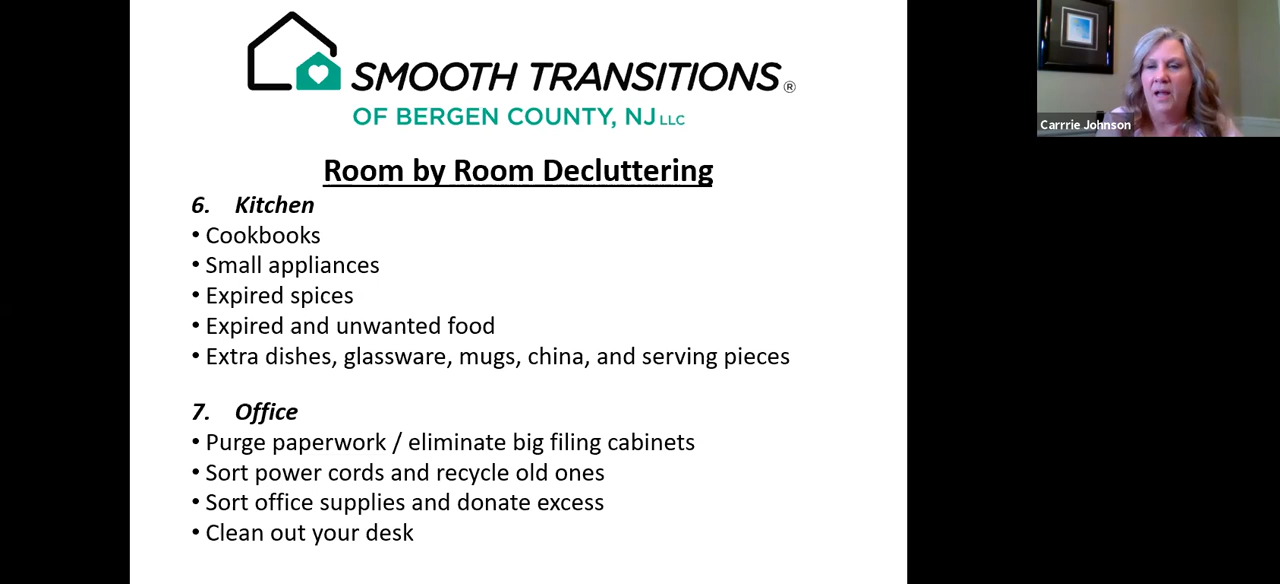 SMOOTH TRANSITIONS®
OF BERGEN COUNTY, NJ LLC
Carrrie Johnson
Room by Room Decluttering
6. Kitchen
• Cookbooks
• Small appliances
• Expired spices
• Expired and unwanted food
• Extra dishes, glassware, mugs, china, and serving pieces
7. Office
• Purge paperwork / eliminate big filing cabinets
• Sort power cords and recycle old ones
• Sort office supplies and donate excess
• Clean out your desk